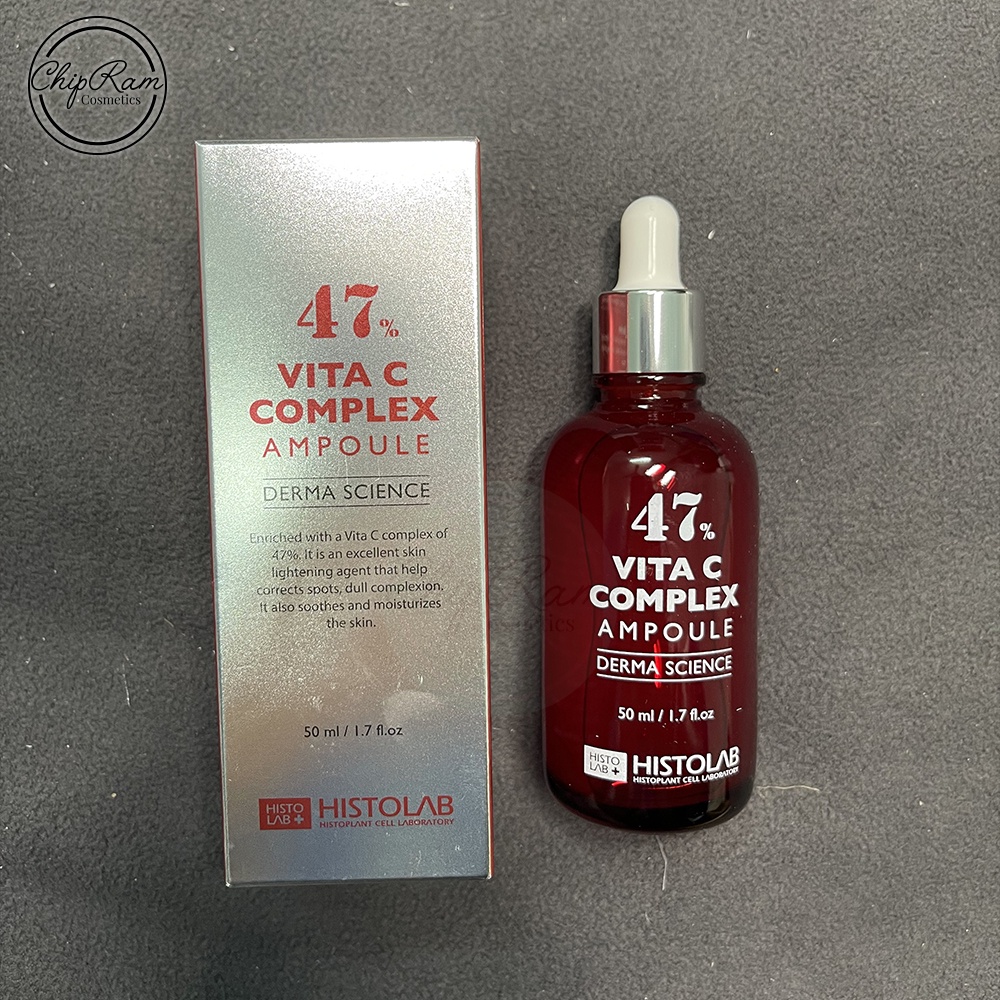 ChipRam
Cosmetics
47%
VITA C
COMPLEX
AMPOULE
DERMA SCIENCE
Enriched with a Vita C complex of
47%. It is an excellent skin
lightening agent that help
corrects spots, dull complexion.
It also soothes and moisturizes
the skin.
50 ml / 1.7 fl.oz
HISTO
LAB +
HISTOLAB
HISTOPLANT CELL LABORATORY
47%
VITA C
COMPLEX
AMPOULE
DERMA SCIENCE
50 ml / 1.7 fl.oz
HISTO
LAB +
HISTOLAB
HISTOPLANT CELL LABORATORY